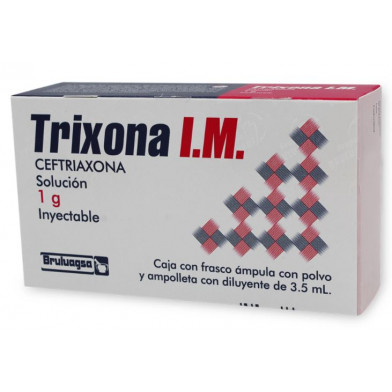 Trixona I.M.
Trixona I.M.
CEFTRIAXONA
Solución
1 g
Inyectable
Bruluagsa
Caja con frasco ámpula con polvo
y ampolleta con diluyente de 3.5 mL.